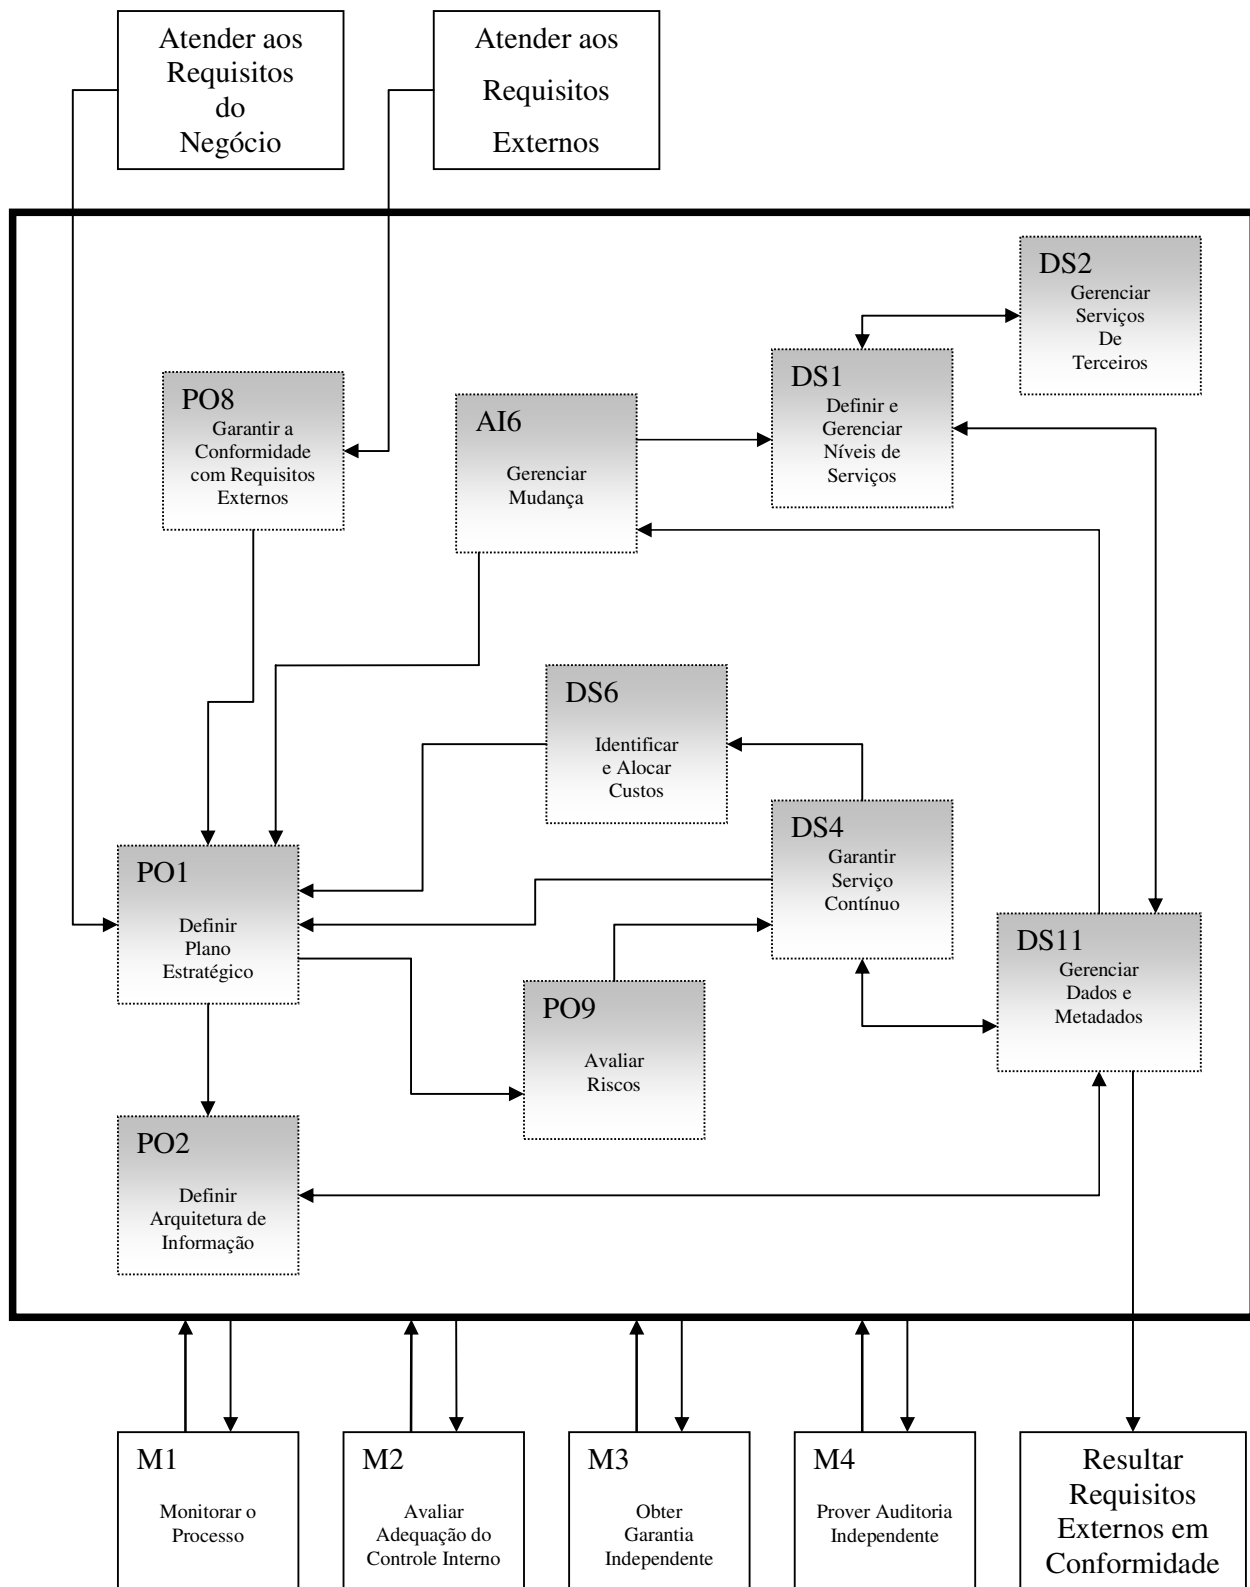 Atender aos
Requisitos
do
Negócio
Atender aos
Requisitos
Externos
DS2
Gerenciar
Serviços
De
Terceiros
DS1
Definir e
Gerenciar
Níveis de
Serviços
PO8
Garantir a
Conformidade
com Requisitos
Externos
AI6
Gerenciar
Mudança
DS6
Identificar
e Alocar
Custos
DS4
Garantir
Serviço
Contínuo
PO1
Definir
Plano
Estratégico
DS11
Gerenciar
Dados e
Metadados
PO9
Avaliar
Riscos
PO2
Definir
Arquitetura de
Informação
M1
Monitorar o
Processo
M2
Avaliar
Adequação do
Controle Interno
M3
Obter
Garantia
Independente
M4
Prover Auditoria
Independente
Resultar
Requisitos
Externos em
Conformidade